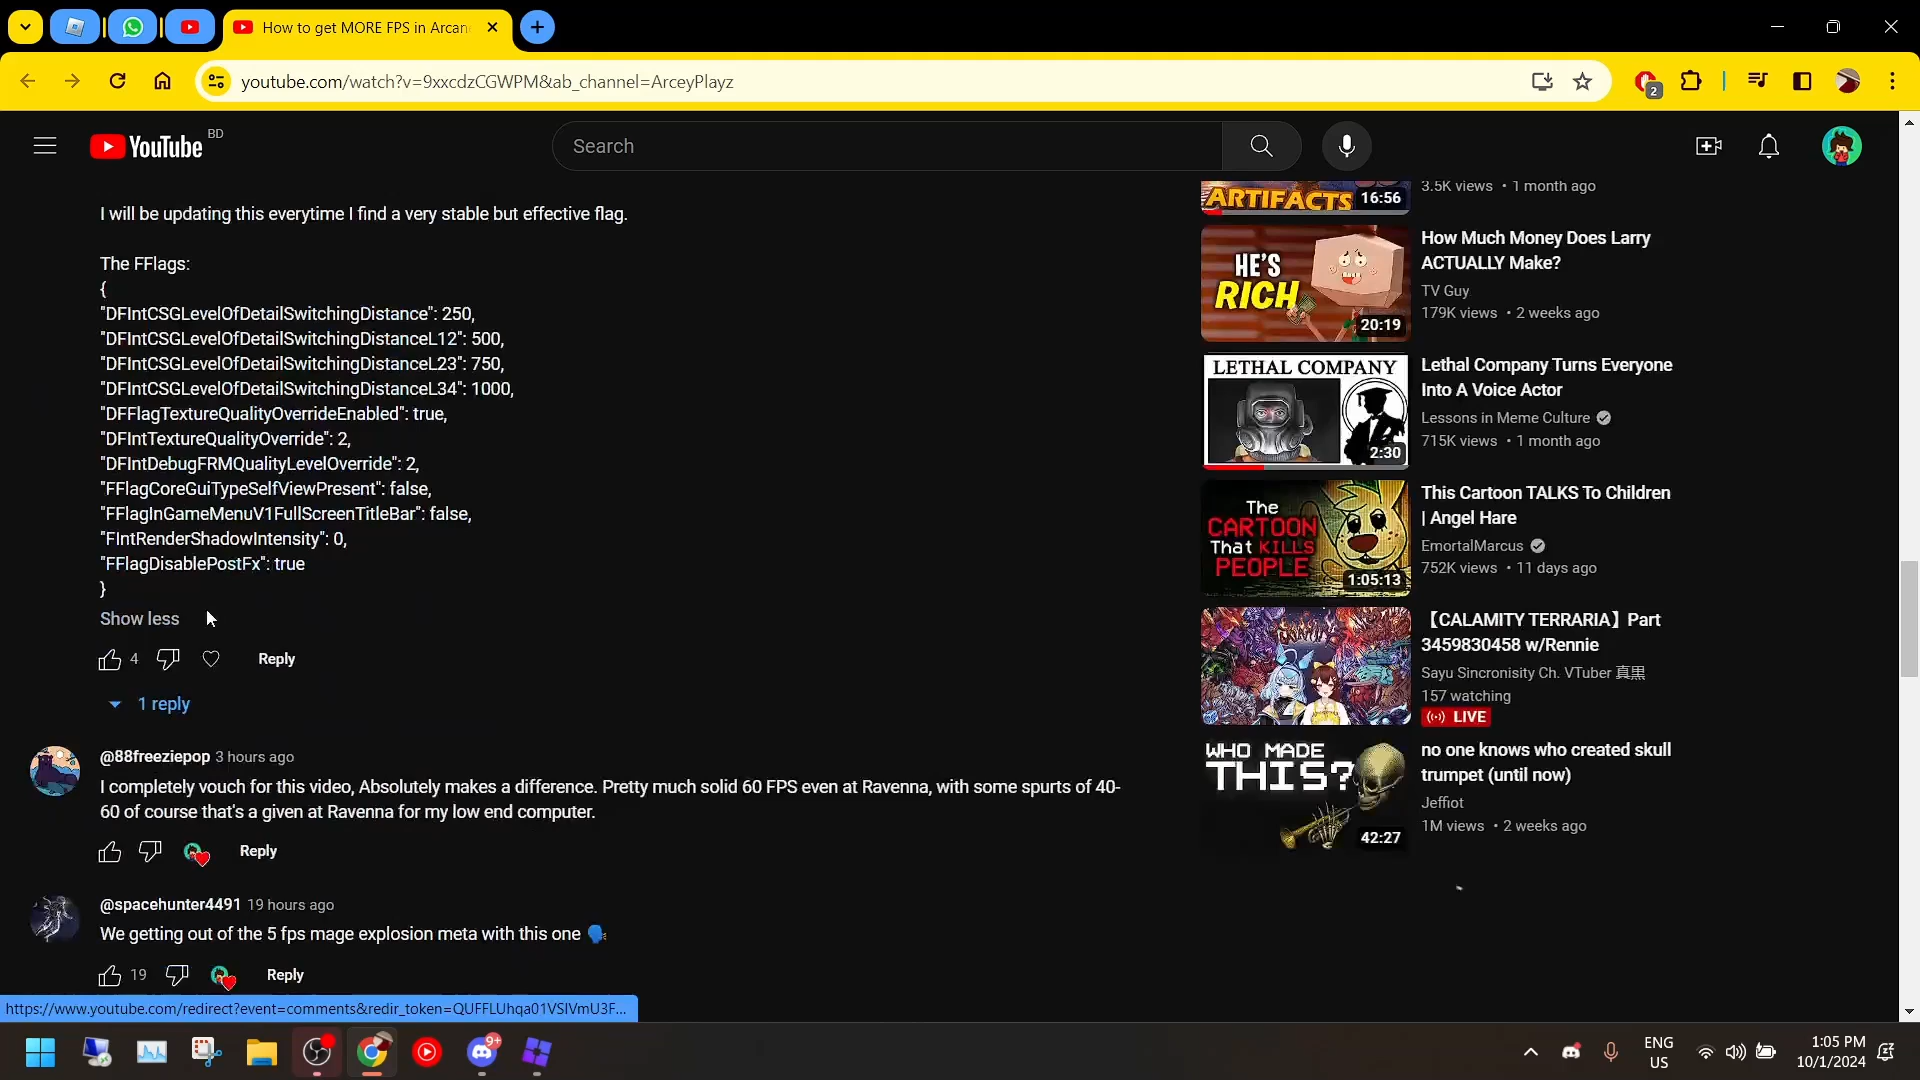 How to get MORE FPS in Arcan
youtube.com/watch?v=9xxcdzCGWPM&ab_channel=ArceyPlayz
2
YouTube
BD
Search
I will be updating this everytime I find a very stable but effective flag.
The FFlags:
{
"DFIntCSGLevelOfDetailSwitchingDistance": 250,
"DFIntCSGLevelOfDetailSwitchingDistanceL12": 500,
"DFIntCSGLevelOfDetailSwitchingDistanceL23": 750,
"DFIntCSGLevelOfDetailSwitchingDistanceL34": 1000,
"DFFlagTextureQualityOverrideEnabled": true,
"DFIntTextureQualityOverride": 2,
"DFIntDebugFRMQualityLevelOverride": 2,
"FFlagCoreGuiTypeSelfViewPresent": false,
"FFlagInGameMenuV1FullScreenTitleBar": false,
"FIntRenderShadowIntensity": 0,
"FFlagDisablePostFx": true
}
Show less
4
Reply
1 reply
@88freeziepop 3 hours ago
I completely vouch for this video, Absolutely makes a difference. Pretty much solid 60 FPS even at Ravenna, with some spurts of 40-
60 of course that's a given at Ravenna for my low end computer.
Reply
@spacehunter4491 19 hours ago
We getting out of the 5 fps mage explosion meta with this one
19
Reply
https://www.youtube.com/redirect?event=comments&redir_token=QUFFLUhqa01VSlVmU3F...
ARTIFACTS
16:56
3.5K views • 1 month ago
HE'S
RICH
20:19
How Much Money Does Larry
ACTUALLY Make?
TV Guy
179K views • 2 weeks ago
LETHAL COMPANY
2:30
Lethal Company Turns Everyone
Into A Voice Actor
Lessons in Meme Culture
715K views • 1 month ago
The
CARTOON
That KILLS
PEOPLE
1:05:13
This Cartoon TALKS To Children
| Angel Hare
EmortalMarcus
752K views • 11 days ago
CALAMITY
【CALAMITY TERRARIA】Part
3459830458 w/Rennie
Sayu Sincronisity Ch. VTuber 真黒
157 watching
LIVE
WHO MADE
THIS?
42:27
no one knows who created skull
trumpet (until now)
Jeffiot
1M views • 2 weeks ago
9+
ENG
US
1:05 PM
10/1/2024